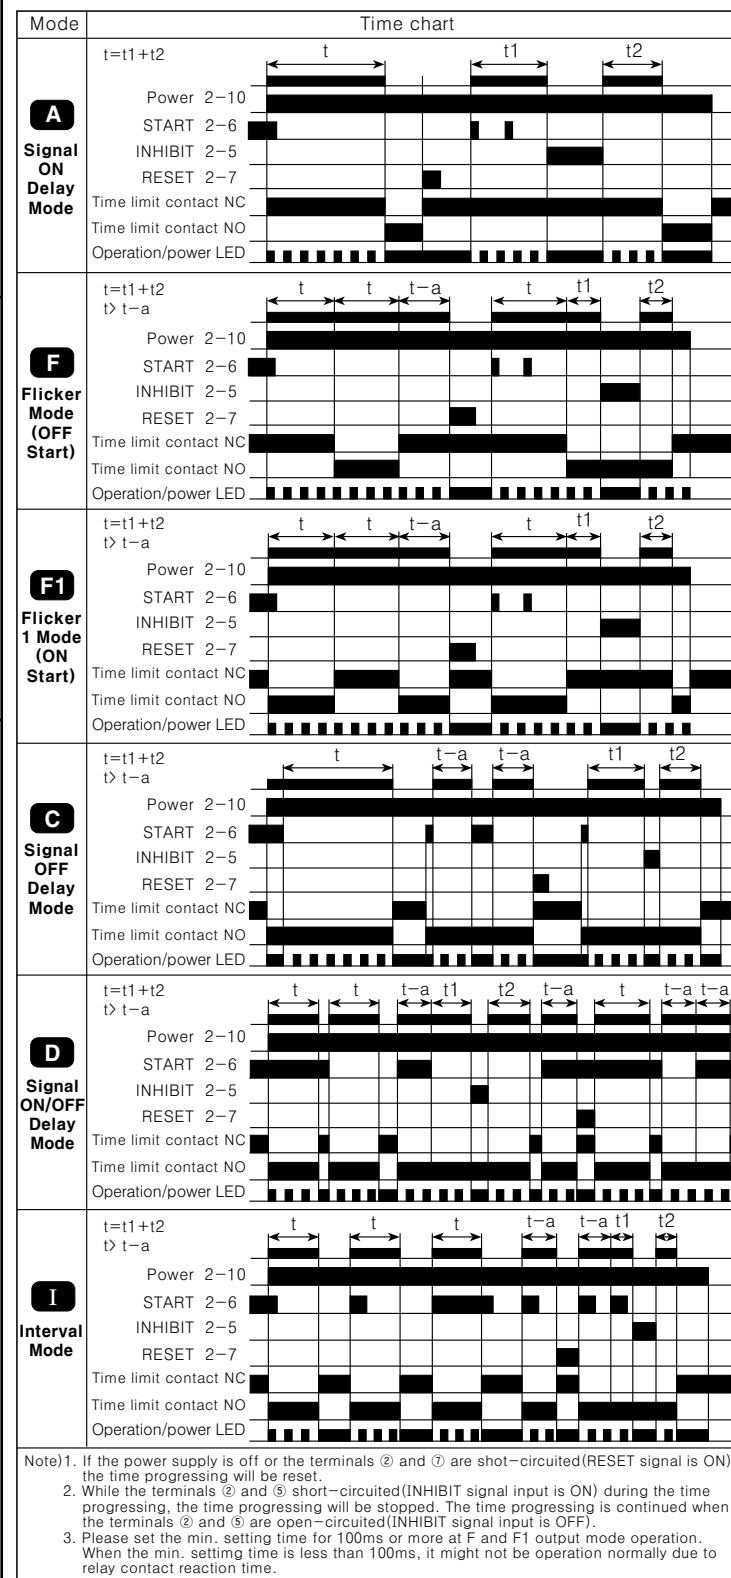 Mode Time chart
t=t1+t2 t t1 t2
Power 2-10
A
START 2-6
Signal INHIBIT 2-5
ON
Delay RESET 2-7
Mode Time limit contact NC
Time limit contact NO
Operation/power LED
t=t1+t2 t t t-a t t1 t2
t> t-a
Power 2-10
F
START 2-6
Flicker INHIBIT 2-5
Mode
(OFF RESET 2-7
Start) Time limit contact NC
Time limit contact NO
Operation/power LED
t=t1+t2 t t t-a t t1 t2
t> t-a
Power 2-10
F1
START 2-6
Flicker INHIBIT 2-5
1 Mode
(ON RESET 2-7
Start) Time limit contact NC
Time limit contact NO
Operation/power LED
t=t1+t2 t t-a t-a t1 t2
t> t-a
Power 2-10
C
START 2-6
Signal INHIBIT 2-5
OFF
Delay RESET 2-7
Mode Time limit contact NC
Time limit contact NO
Operation/power LED
t=t1+t2 t t t-a t1 t2 t-a t t-a t-a
t> t-a
Power 2-10
D
START 2-6
Signal INHIBIT 2-5
ON/OFF
Delay RESET 2-7
Mode Time limit contact NC
Time limit contact NO
Operation/power LED
t=t1+t2 t t t t-a t-a t1 t2
t> t-a
Power 2-10
I
START 2-6
Interval INHIBIT 2-5
Mode RESET 2-7
Time limit contact NC
Time limit contact NO
Operation/power LED
Note)1. If the power supply is off or the terminals ② and ⑦ are shot-circuited(RESET signal is ON)
the time progressing will be reset.
2. While the terminals ② and ⑤ short-circuited(INHIBIT signal input is ON) during the time
progressing, the time progressing will be stopped. The time progressing is continued when
the terminals ② and ⑤ are open-circuited(INHIBIT signal input is OFF).
3. Please set the min. setting time for 100ms or more at F and F1 output mode operation.
When the min. settimg time is less than 100ms, it might not be operation normally due to
relay contact reaction time.